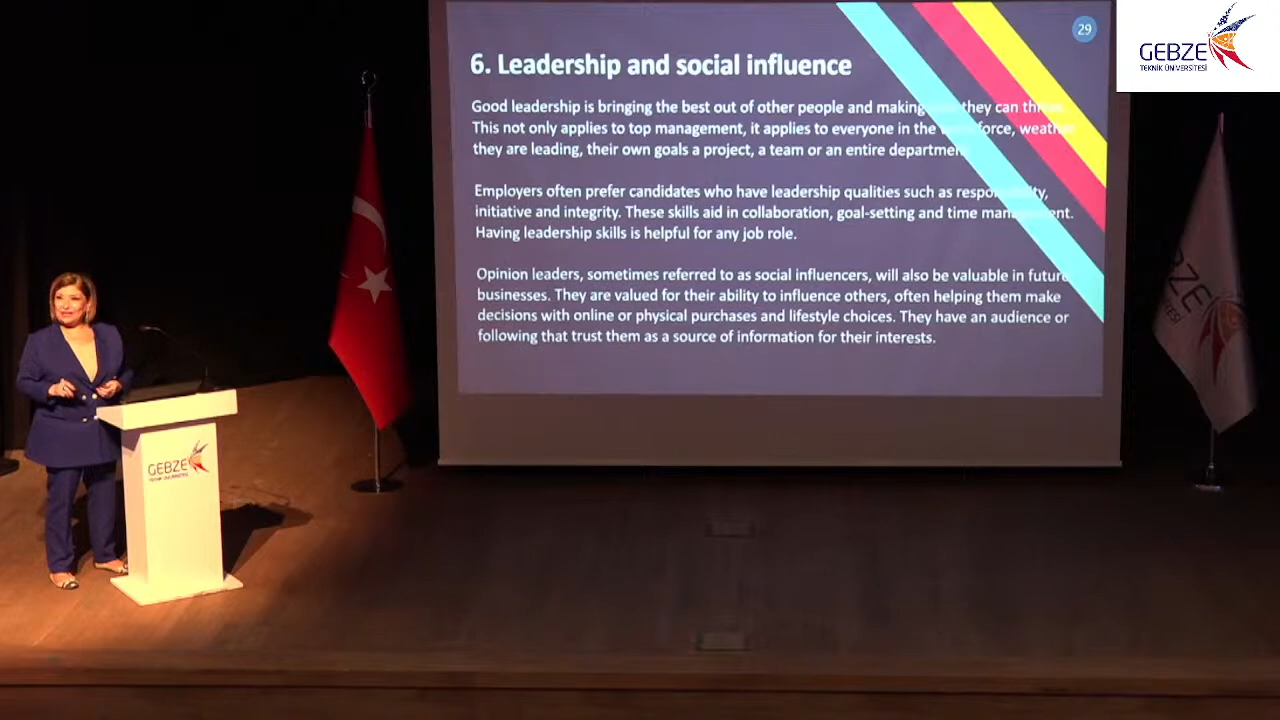 29
GEBZE
TEKNİK ÜNİVERSİTESİ
6. Leadership and social influence
Good leadership is bringing the best out of other people and making they can
This not only applies to top management, it applies to everyone in the
they are leading, their own goals a project, a team or an entire department
Employers often prefer candidates who have leadership qualities such as
initiative and integrity. These skills aid in collaboration, goal-setting and time
Having leadership skills is helpful for any job role.
Opinion leaders, sometimes referred to as social influencers, will also be valuable in future
businesses. They are valued for their ability to influence others, often helping them make
decisions with online or physical purchases and lifestyle choices. They have an audience or
following that trust them as a source of information for their interests.
GEBZE
TEKNİK ÜNİVERSİTESİ